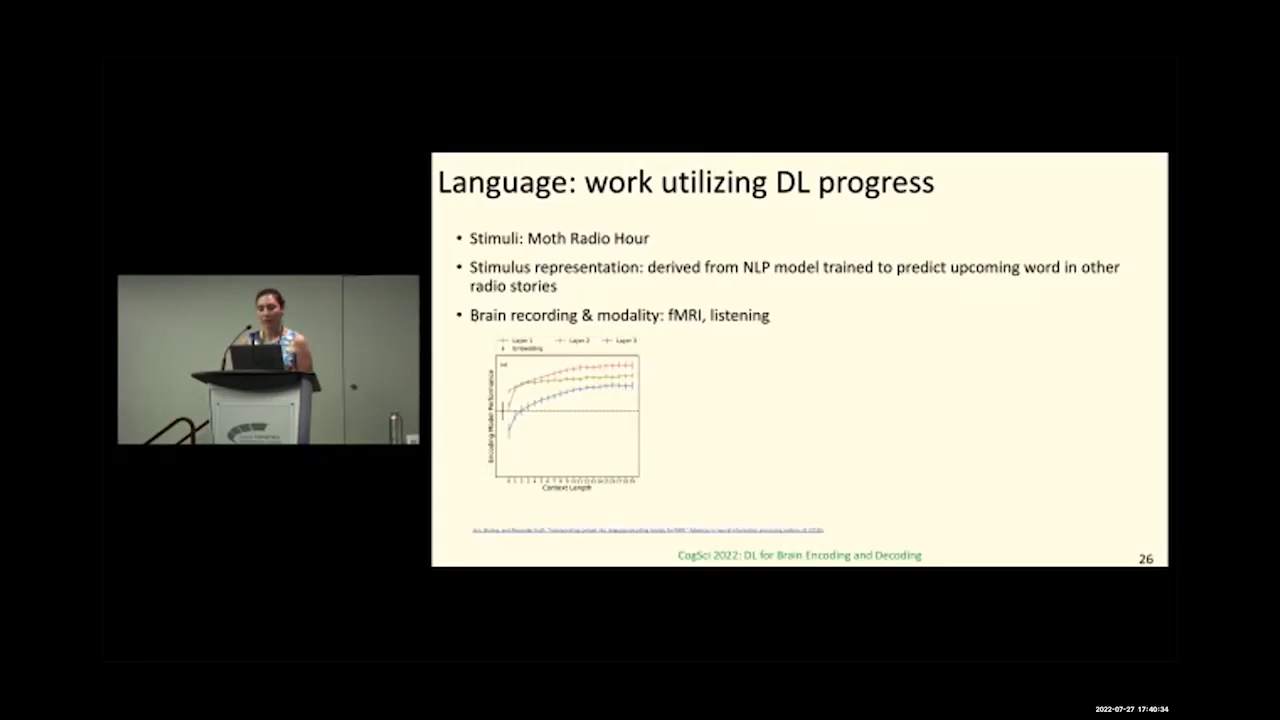 Language: work utilizing DL progress
• Stimuli: Moth Radio Hour
• Stimulus representation: derived from NLP model trained to predict upcoming word in other
radio stories
• Brain recording & modality: fMRI, listening
Layer 1 Layer 2 Layer 3
Embedding
Encoding Model Performance
Context Length
CogSci 2022: DL for Brain Encoding and Decoding
26
2022-07-27 17:40:34